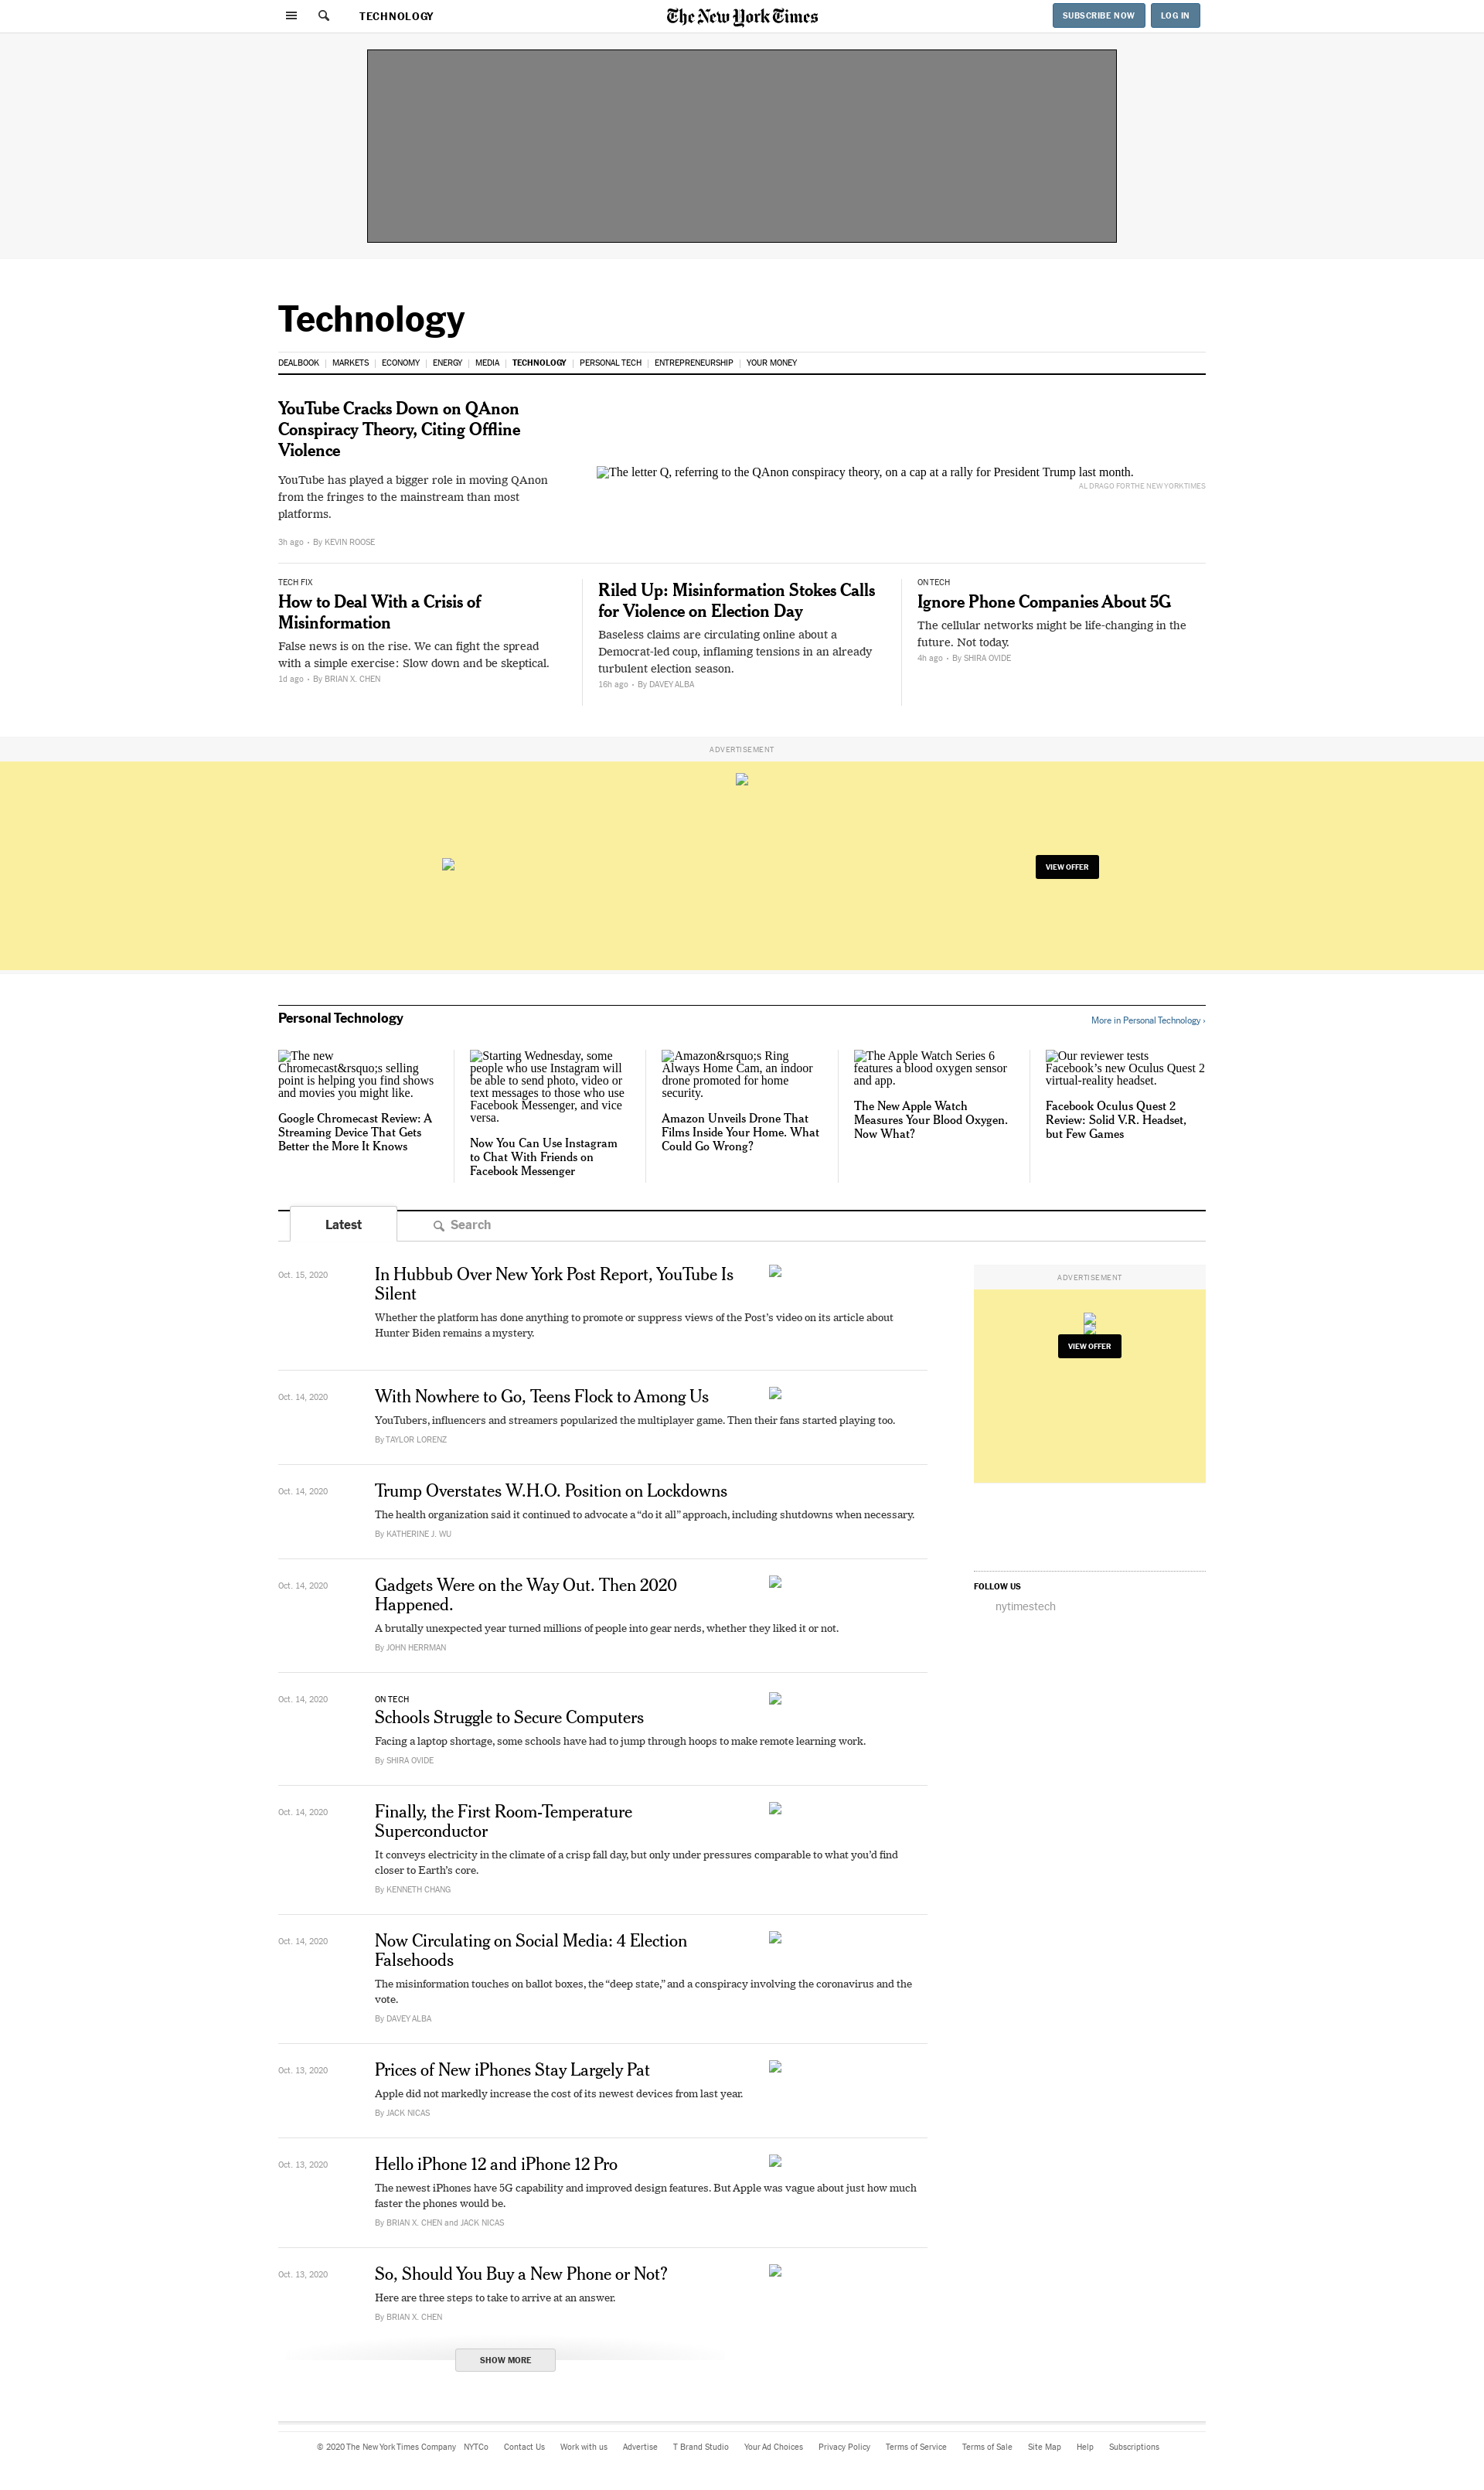 TECHNOLOGY
The New York Times
SUBSCRIBE NOW
LOG IN
Technology
DEALBOOK | MARKETS | ECONOMY | ENERGY | MEDIA | TECHNOLOGY | PERSONAL TECH | ENTREPRENEURSHIP | YOUR MONEY
YouTube Cracks Down on QAnon
Conspiracy Theory, Citing Offline
Violence
YouTube has played a bigger role in moving QAnon
from the fringes to the mainstream than most
platforms.
3h ago • By KEVIN ROOSE
The letter Q, referring to the QAnon conspiracy theory, on a cap at a rally for President Trump last month.
AL DRAGO FOR THE NEW YORK TIMES
TECH FIX
How to Deal With a Crisis of
Misinformation
False news is on the rise. We can fight the spread
with a simple exercise: Slow down and be skeptical.
1d ago • By BRIAN X. CHEN
Riled Up: Misinformation Stokes Calls
for Violence on Election Day
Baseless claims are circulating online about a
Democrat-led coup, inflaming tensions in an already
turbulent election season.
16h ago • By DAVEY ALBA
ON TECH
Ignore Phone Companies About 5G
The cellular networks might be life-changing in the
future. Not today.
4h ago • By SHIRA OVIDE
ADVERTISEMENT
VIEW OFFER
Personal Technology
More in Personal Technology ›
The new
Chromecast&rsquo;s selling
point is helping you find shows
and movies you might like.
Google Chromecast Review: A
Streaming Device That Gets
Better the More It Knows
Starting Wednesday, some
people who use Instagram will
be able to send photo, video or
text messages to those who use
Facebook Messenger, and vice
versa.
Now You Can Use Instagram
to Chat With Friends on
Facebook Messenger
Amazon&rsquo;s Ring
Always Home Cam, an indoor
drone promoted for home
security.
Amazon Unveils Drone That
Films Inside Your Home. What
Could Go Wrong?
The Apple Watch Series 6
features a blood oxygen sensor
and app.
The New Apple Watch
Measures Your Blood Oxygen.
Now What?
Our reviewer tests
Facebook’s new Oculus Quest 2
virtual-reality headset.
Facebook Oculus Quest 2
Review: Solid V.R. Headset,
but Few Games
Latest
Search
Oct. 15, 2020
In Hubbub Over New York Post Report, YouTube Is
Silent
Whether the platform has done anything to promote or suppress views of the Post’s video on its article about
Hunter Biden remains a mystery.
ADVERTISEMENT
VIEW OFFER
Oct. 14, 2020
With Nowhere to Go, Teens Flock to Among Us
YouTubers, influencers and streamers popularized the multiplayer game. Then their fans started playing too.
By TAYLOR LORENZ
Oct. 14, 2020
Trump Overstates W.H.O. Position on Lockdowns
The health organization said it continued to advocate a “do it all” approach, including shutdowns when necessary.
By KATHERINE J. WU
FOLLOW US
nytimestech
Oct. 14, 2020
Gadgets Were on the Way Out. Then 2020
Happened.
A brutally unexpected year turned millions of people into gear nerds, whether they liked it or not.
By JOHN HERRMAN
Oct. 14, 2020
ON TECH
Schools Struggle to Secure Computers
Facing a laptop shortage, some schools have had to jump through hoops to make remote learning work.
By SHIRA OVIDE
Oct. 14, 2020
Finally, the First Room-Temperature
Superconductor
It conveys electricity in the climate of a crisp fall day, but only under pressures comparable to what you’d find
closer to Earth’s core.
By KENNETH CHANG
Oct. 14, 2020
Now Circulating on Social Media: 4 Election
Falsehoods
The misinformation touches on ballot boxes, the “deep state,” and a conspiracy involving the coronavirus and the
vote.
By DAVEY ALBA
Oct. 13, 2020
Prices of New iPhones Stay Largely Pat
Apple did not markedly increase the cost of its newest devices from last year.
By JACK NICAS
Oct. 13, 2020
Hello iPhone 12 and iPhone 12 Pro
The newest iPhones have 5G capability and improved design features. But Apple was vague about just how much
faster the phones would be.
By BRIAN X. CHEN and JACK NICAS
Oct. 13, 2020
So, Should You Buy a New Phone or Not?
Here are three steps to take to arrive at an answer.
By BRIAN X. CHEN
SHOW MORE
© 2020 The New York Times Company NYTCo Contact Us Work with us Advertise T Brand Studio Your Ad Choices Privacy Policy Terms of Service Terms of Sale Site Map Help Subscriptions